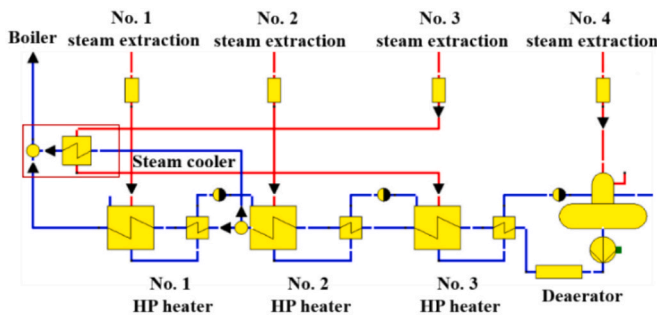 No. 1
steam extraction
No. 2
steam extraction
No. 3
steam extraction
No. 4
steam extraction
Boiler
Steam cooler
No. 1
HP heater
No. 2
HP heater
No. 3
HP heater
Deaerator